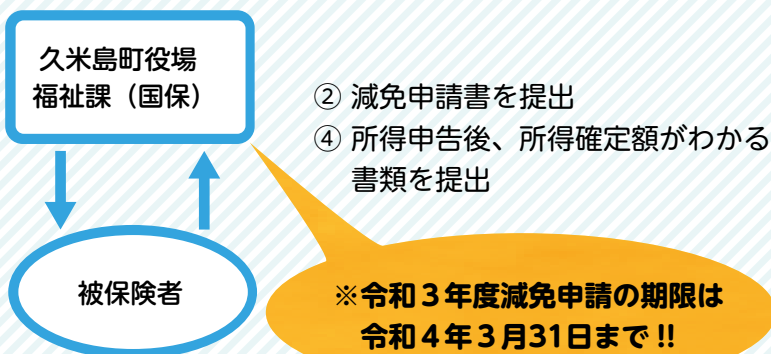 久米島町役場
福祉課（国保）
② 減免申請書を提出
④ 所得申告後、所得確定額がわかる
書類を提出
被保険者
※令和３年度減免申請の期限は
令和４年３月31日まで !!